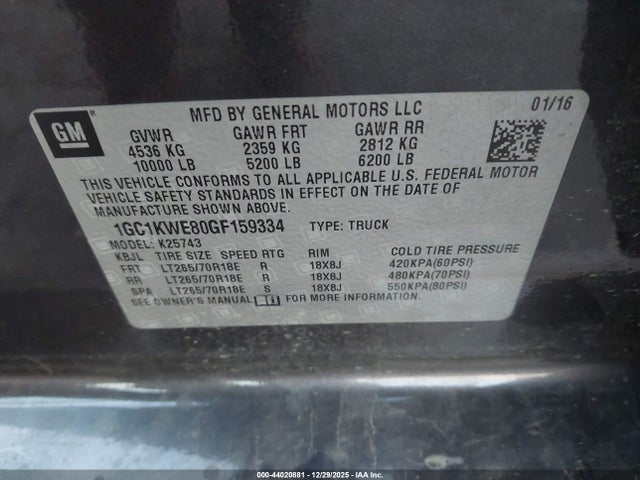 GM
MFD BY GENERAL MOTORS LLC 01/16
GVWR GAWR FRT GAWR RR
4536 KG 2359 KG 2812 KG
10000 LB 5200 LB 6200 LB
THIS VEHICLE CONFORMS TO ALL APPLICABLE U.S. FEDERAL MOTOR
VEHICLE SAFETY STANDARDS IN EFFECT ON THE DATE OF
MANUFACTURE SHOWN ABOVE.
1GC1KWE80GF159334 TYPE: TRUCK
MODEL: K25743
KBJL TIRE SIZE SPEED RTG RIM COLD TIRE PRESSURE
FRT LT265/70R18E R 18X8J 420KPA(60PSI)
RR LT265/70R18E R 18X8J 480KPA(70PSI)
SPA LT265/70R18E S 18X8J 550KPA(80PSI)
SEE OWNER'S MANUAL FOR MORE INFORMATION
000-44020881 - 12/29/2025 - IAAI.COM